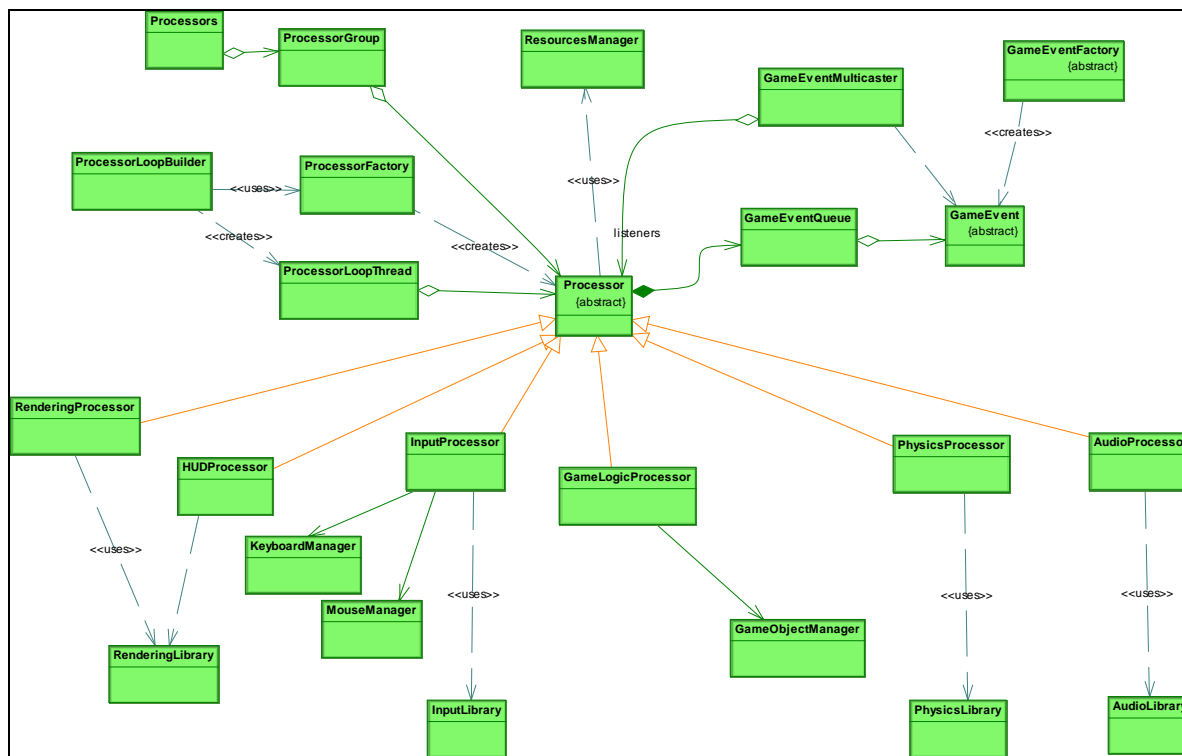 Processors
ProcessorGroup
ResourcesManager
GameEventFactory
{abstract}
GameEventMulticaster
<<creates>>
ProcessorLoopBuilder
ProcessorFactory
<<uses>>
<<uses>>
GameEventQueue
GameEvent
{abstract}
listeners
<<creates>>
<<creates>>
ProcessorLoopThread
Processor
{abstract}
RenderingProcessor
InputProcessor
PhysicsProcessor
AudioProcessor
HUDProcessor
GameLogicProcessor
KeyboardManager
<<uses>>
<<uses>>
<<uses>>
<<uses>>
MouseManager
GameObjectManager
RenderingLibrary
InputLibrary
PhysicsLibrary
AudioLibrary